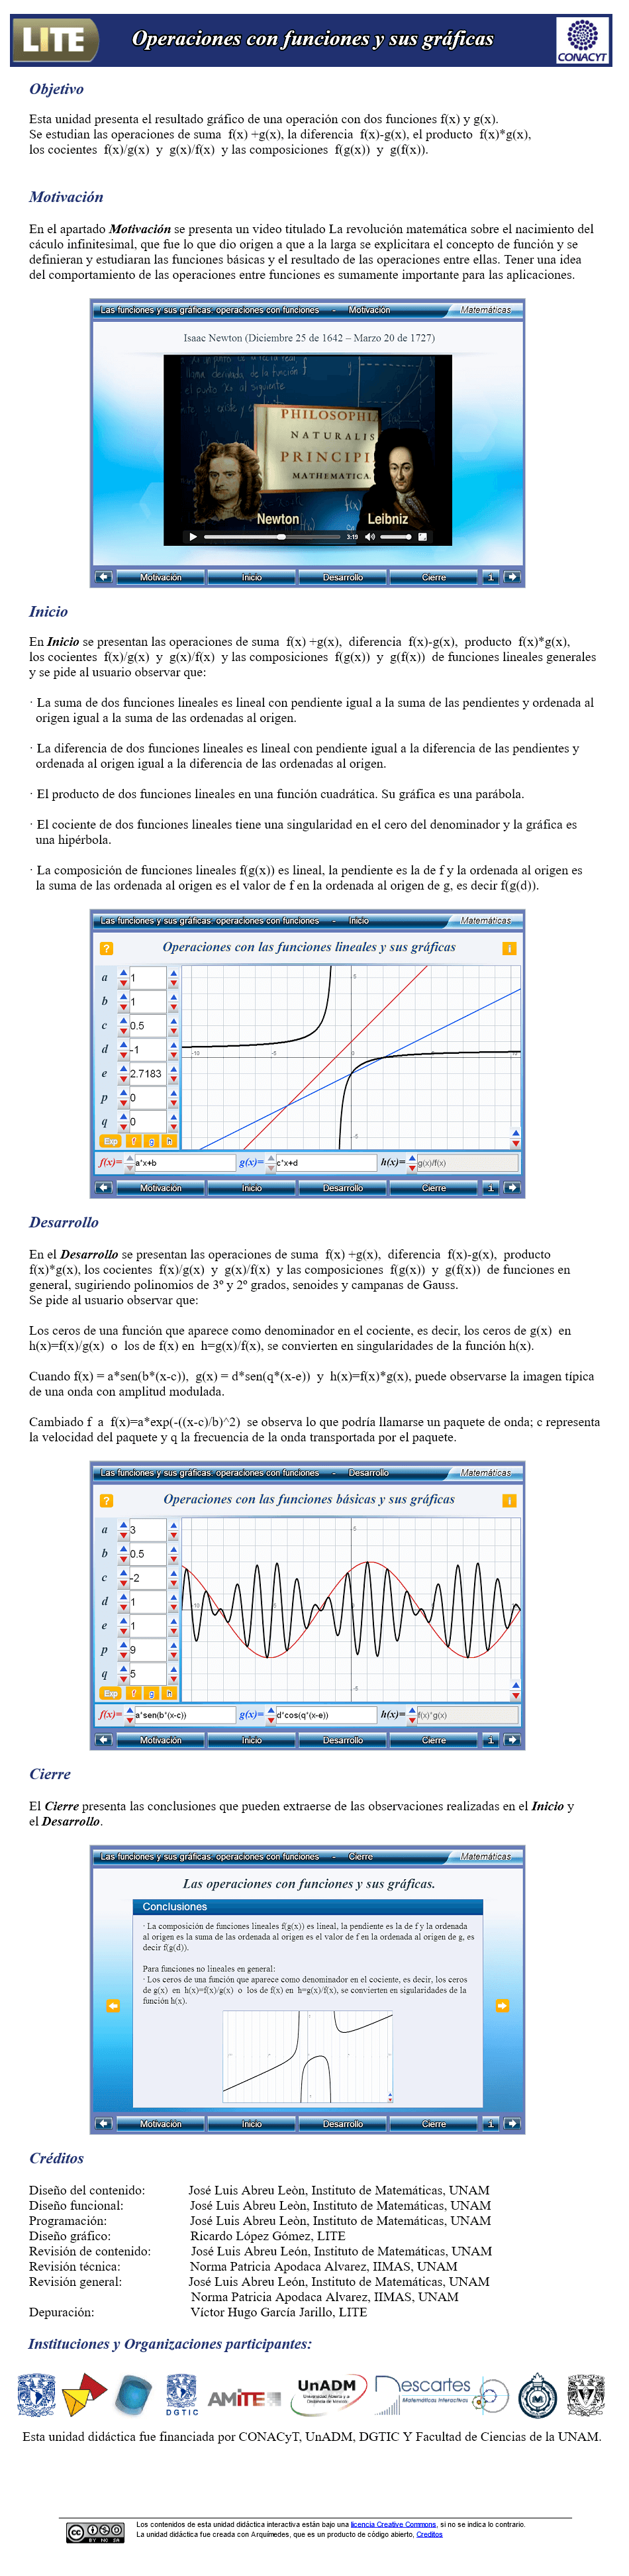 LITE
Operaciones con funciones y sus gráficas
CONACYT
Objetivo
Esta unidad presenta el resultado gráfico de una operación con dos funciones f(x) y g(x).
Se estudian las operaciones de suma f(x) +g(x), la diferencia f(x)-g(x), el producto f(x)*g(x),
los cocientes f(x)/g(x) y g(x)/f(x) y las composiciones f(g(x)) y g(f(x)).
Motivación
En el apartado Motivación se presenta un video titulado La revolución matemática sobre el nacimiento del
cáculo infinitesimal, que fue lo que dio origen a que a la larga se explicitara el concepto de función y se
definieran y estudiaran las funciones básicas y el resultado de las operaciones entre ellas. Tener una idea
del comportamiento de las operaciones entre funciones es sumamente importante para las aplicaciones.
Las funciones y sus gráficas: operaciones con funciones - Motivación Matemáticas
Isaac Newton (Diciembre 25 de 1642 – Marzo 20 de 1727)
llama derivada de la función
PHILOSOPHI
NATURALIS
PRINCIPI
MATHEMATICA
Newton Leibniz
3:19
Motivación Inicio Desarrollo Cierre 1
Inicio
En Inicio se presentan las operaciones de suma f(x) +g(x), diferencia f(x)-g(x), producto f(x)*g(x),
los cocientes f(x)/g(x) y g(x)/f(x) y las composiciones f(g(x)) y g(f(x)) de funciones lineales generales
y se pide al usuario observar que:
· La suma de dos funciones lineales es lineal con pendiente igual a la suma de las pendientes y ordenada al
origen igual a la suma de las ordenadas al origen.
· La diferencia de dos funciones lineales es lineal con pendiente igual a la diferencia de las pendientes y
ordenada al origen igual a la diferencia de las ordenadas al origen.
· El producto de dos funciones lineales en una función cuadrática. Su gráfica es una parábola.
· El cociente de dos funciones lineales tiene una singularidad en el cero del denominador y la gráfica es
una hipérbola.
· La composición de funciones lineales f(g(x)) es lineal, la pendiente es la de f y la ordenada al origen es
la suma de las ordenada al origen es el valor de f en la ordenada al origen de g, es decir f(g(d)).
Las funciones y sus gráficas: operaciones con funciones - Inicio Matemáticas
? Operaciones con las funciones lineales y sus gráficas i
a 1
b 1
c 0.5
d -1
e 2.7183
p 0
q 0
Exp f g h
-10 -5 0 5 10
5
-5
f(x)= a*x+b g(x)= c*x+d h(x)= g(x)/f(x)
Motivación Inicio Desarrollo Cierre 1
Desarrollo
En el Desarrollo se presentan las operaciones de suma f(x) +g(x), diferencia f(x)-g(x), producto
f(x)*g(x), los cocientes f(x)/g(x) y g(x)/f(x) y las composiciones f(g(x)) y g(f(x)) de funciones en
general, sugiriendo polinomios de 3º y 2º grados, senoides y campanas de Gauss.
Se pide al usuario observar que:
Los ceros de una función que aparece como denominador en el cociente, es decir, los ceros de g(x) en
h(x)=f(x)/g(x) o los de f(x) en h=g(x)/f(x), se convierten en singularidades de la función h(x).
Cuando f(x) = a*sen(b*(x-c)), g(x) = d*sen(q*(x-e)) y h(x)=f(x)*g(x), puede observarse la imagen típica
de una onda con amplitud modulada.
Cambiado f a f(x)=a*exp(-((x-c)/b)^2) se observa lo que podría llamarse un paquete de onda; c representa
la velocidad del paquete y q la frecuencia de la onda transportada por el paquete.
Las funciones y sus gráficas: operaciones con funciones - Desarrollo Matemáticas
? Operaciones con las funciones básicas y sus gráficas i
a 3
b 0.5
c -2
d 1
e 1
p 9
q 5
Exp f g h
-10 10
5
-5
f(x)= a*sen(b*(x-c)) g(x)= d*cos(q*(x-e)) h(x)= f(x)*g(x)
Motivación Inicio Desarrollo Cierre 1
Cierre
El Cierre presenta las conclusiones que pueden extraerse de las observaciones realizadas en el Inicio y
el Desarrollo.
Las funciones y sus gráficas: operaciones con funciones - Cierre Matemáticas
Las operaciones con funciones y sus gráficas.
Conclusiones
· La composición de funciones lineales f(g(x)) es lineal, la pendiente es la de f y la ordenada
al origen es la suma de las ordenada al origen es el valor de f en la ordenada al origen de g, es
decir f(g(d)).
Para funciones no lineales en general:
· Los ceros de una función que aparece como denominador en el cociente, es decir, los ceros
de g(x) en h(x)=f(x)/g(x) o los de f(x) en h=g(x)/f(x), se convierten en sigularidades de la
función h(x).
Motivación Inicio Desarrollo Cierre 1
Créditos
Diseño del contenido: José Luis Abreu Leòn, Instituto de Matemáticas, UNAM
Diseño funcional: José Luis Abreu Leòn, Instituto de Matemáticas, UNAM
Programación: José Luis Abreu Leòn, Instituto de Matemáticas, UNAM
Diseño gráfico: Ricardo López Gómez, LITE
Revisión de contenido: José Luis Abreu León, Instituto de Matemáticas, UNAM
Revisión técnica: Norma Patricia Apodaca Alvarez, IIMAS, UNAM
Revisión general: José Luis Abreu León, Instituto de Matemáticas, UNAM
Norma Patricia Apodaca Alvarez, IIMAS, UNAM
Depuración: Víctor Hugo García Jarillo, LITE
Instituciones y Organizaciones participantes:
DGTIC
AMITE
UnADM
Descartes
Matemáticas Interactivas
CIENCIAS
Esta unidad didáctica fue financiada por CONACyT, UnADM, DGTIC Y Facultad de Ciencias de la UNAM.
CC BY NC SA
Los contenidos de esta unidad didáctica interactiva están bajo una licencia Creative Commons, si no se indica lo contrario.
La unidad didáctica fue creada con Arquímedes, que es un producto de código abierto, Creditos